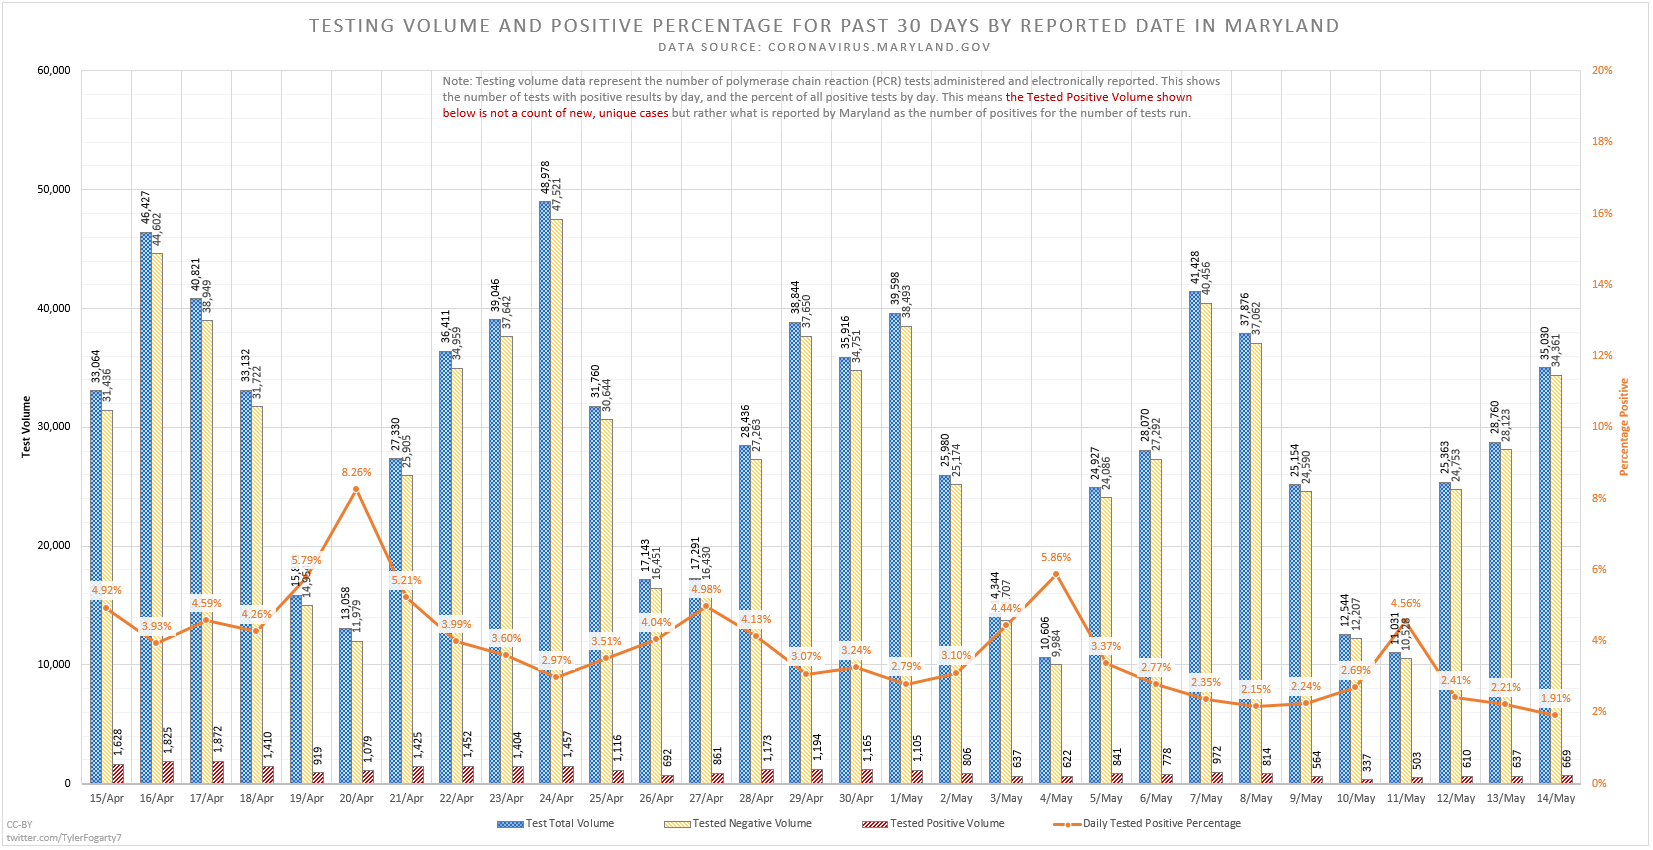 TESTING VOLUME AND POSITIVE PERCENTAGE FOR PAST 30 DAYS BY REPORTED DATE IN MARYLAND
DATA SOURCE: CORONAVIRUS.MARYLAND.GOV
Note: Testing volume data represent the number of polymerase chain reaction (PCR) tests administered and electronically reported. This shows
the number of tests with positive results by day, and the percent of all positive tests by day. This means the Tested Positive Volume shown
below is not a count of new, unique cases but rather what is reported by Maryland as the number of positives for the number of tests run.
Test Volume
60,000
50,000
40,000
30,000
20,000
10,000
0
20%
18%
16%
14%
12%
10%
8%
6%
4%
2%
0%
Percentage Positive
33,064 31,436 4.92% 1,628
46,427 44,602 3.93% 1,825
40,821 38,949 4.59% 1,872
33,132 31,722 4.26% 1,410
5.79% 919
13,058 11,979 8.26% 1,079
27,330 25,905 5.21% 1,425
36,411 34,959 3.99% 1,452
39,046 37,642 3.60% 1,404
48,978 47,521 2.97% 1,457
31,760 30,644 3.51% 1,116
17,143 16,451 4.04% 692
17,291 16,430 4.98% 861
28,436 27,263 4.13% 1,173
38,844 37,650 3.07% 1,194
35,916 34,751 3.24% 1,165
39,598 38,493 2.79% 1,105
25,980 25,174 3.10% 806
4.44% 637
10,606 9,984 5.86% 622
24,927 24,086 3.37% 841
28,070 27,292 2.77% 778
41,428 40,456 2.35% 972
37,876 37,062 2.15% 814
25,154 24,590 2.24% 564
12,544 12,207 2.69% 337
11,031 10,528 4.56% 503
25,363 24,753 2.41% 610
28,760 28,123 2.21% 637
35,030 34,361 1.91% 669
15/Apr 16/Apr 17/Apr 18/Apr 19/Apr 20/Apr 21/Apr 22/Apr 23/Apr 24/Apr 25/Apr 26/Apr 27/Apr 28/Apr 29/Apr 30/Apr 1/May 2/May 3/May 4/May 5/May 6/May 7/May 8/May 9/May 10/May 11/May 12/May 13/May 14/May
Test Total Volume Tested Negative Volume Tested Positive Volume Daily Tested Positive Percentage
CC-BY
twitter.com/TylerFogarty7